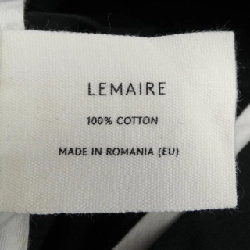 LEMAIRE
100% COTTON
MADE IN ROMANIA (EU)